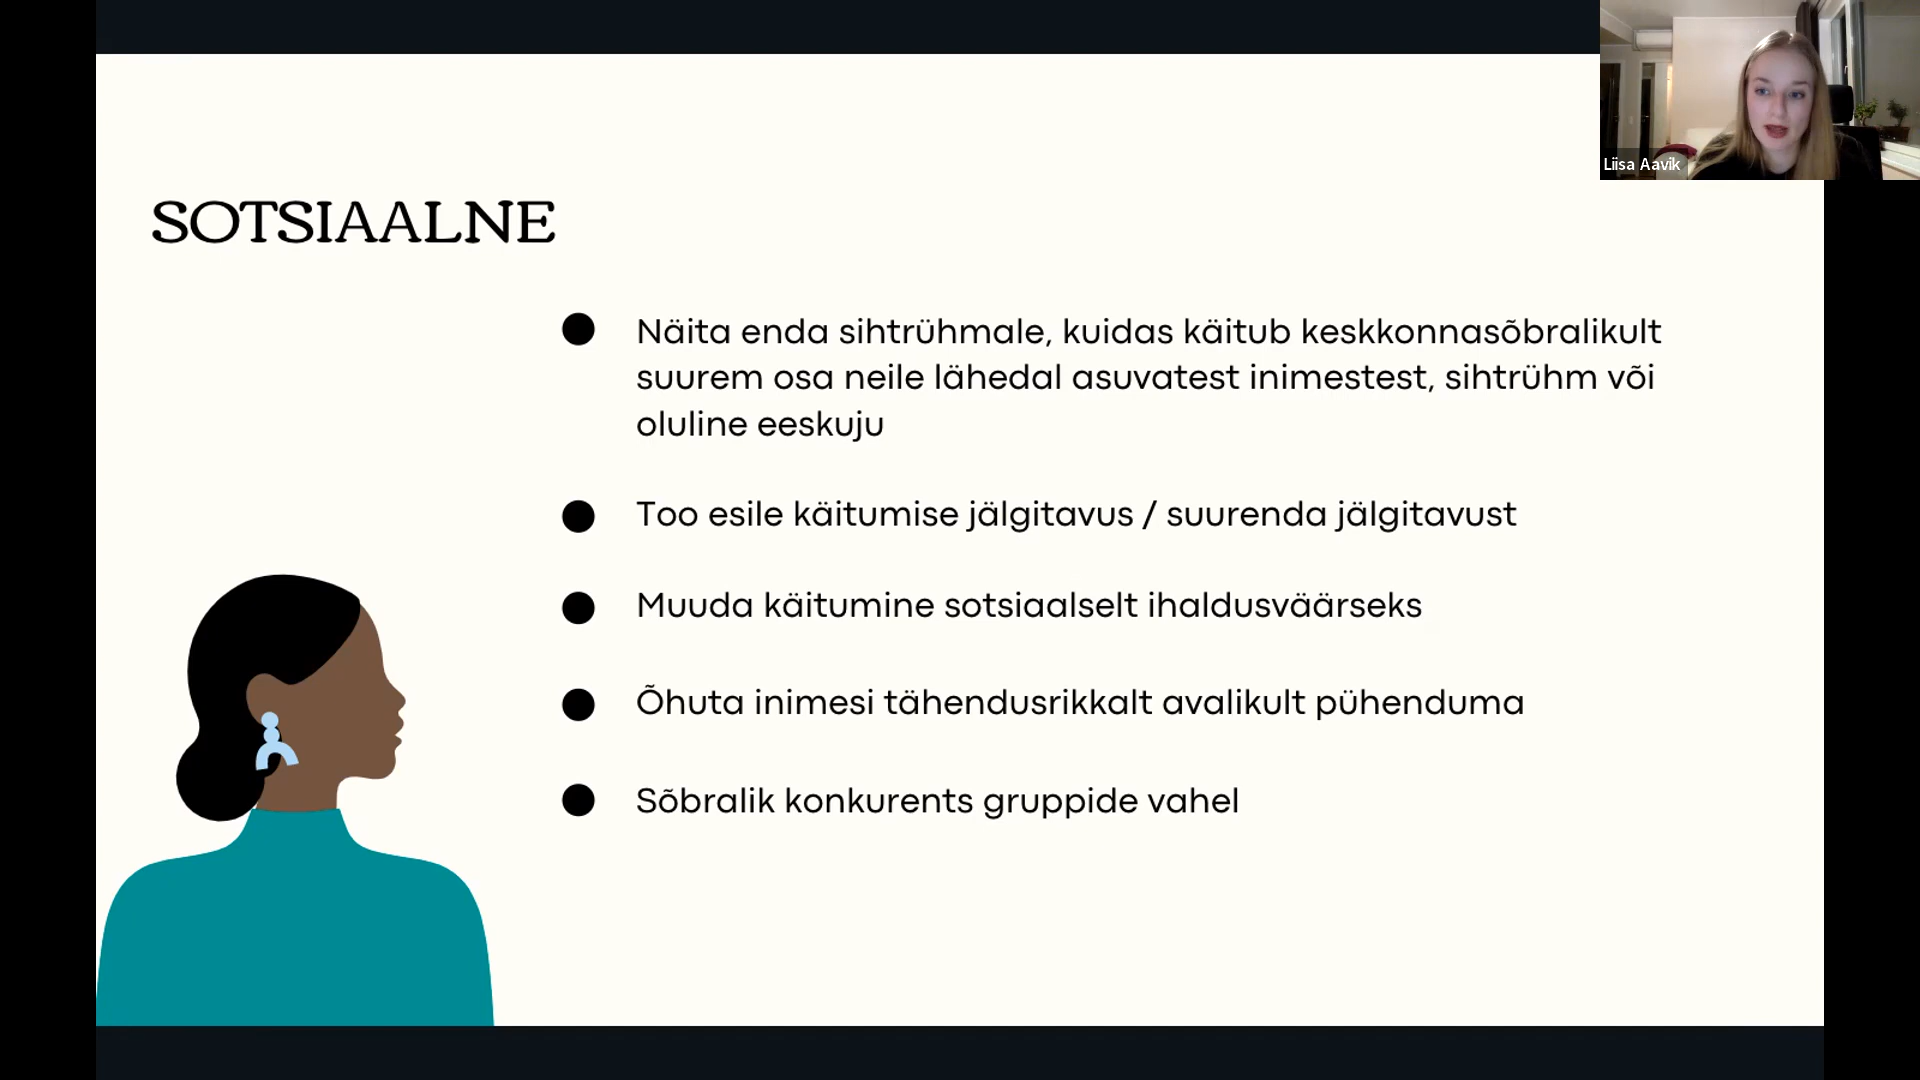 Liisa Aavik
SOTSIAALNE
Näita enda sihtrühmale, kuidas käitub keskkonnasõbralikult
suurem osa neile lähedal asuvatest inimestest, sihtrühm või
oluline eeskuju
Too esile käitumise jälgitavus / suurenda jälgitavust
Muuda käitumine sotsiaalselt ihaldusväärseks
Õhuta inimesi tähendusrikkalt avalikult pühenduma
Sõbralik konkurents gruppide vahel